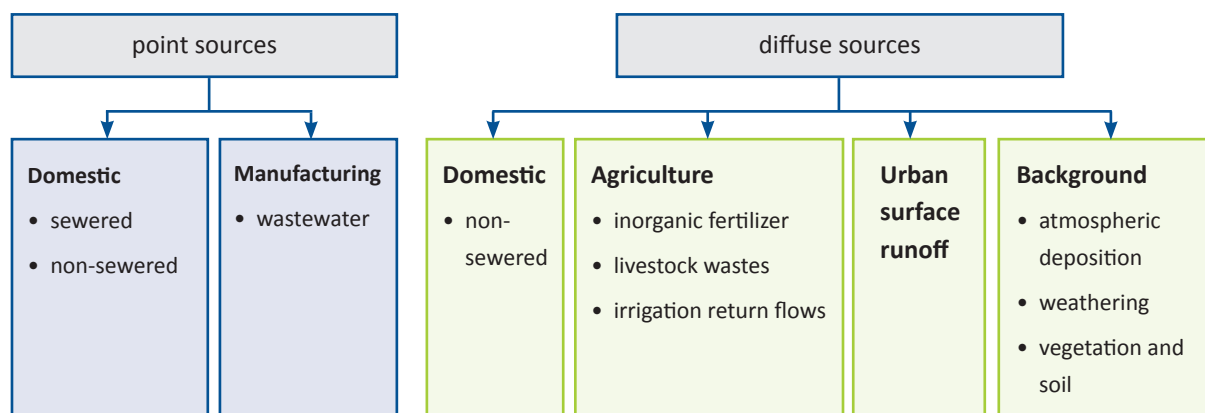 point sources
diffuse sources
Domestic
• sewered
• non-sewered
Manufacturing
• wastewater
Domestic
• non-
sewered
Agriculture
• inorganic fertilizer
• livestock wastes
• irrigation return flows
Urban
surface
runoff
Background
• atmospheric
deposition
• weathering
• vegetation and
soil